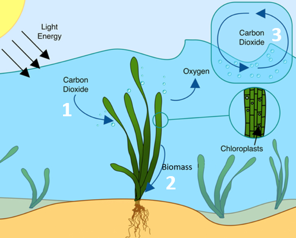 Light
Energy
Carbon
Dioxide
3
Carbon
Dioxide
1
Oxygen
Chloroplasts
Biomass
2